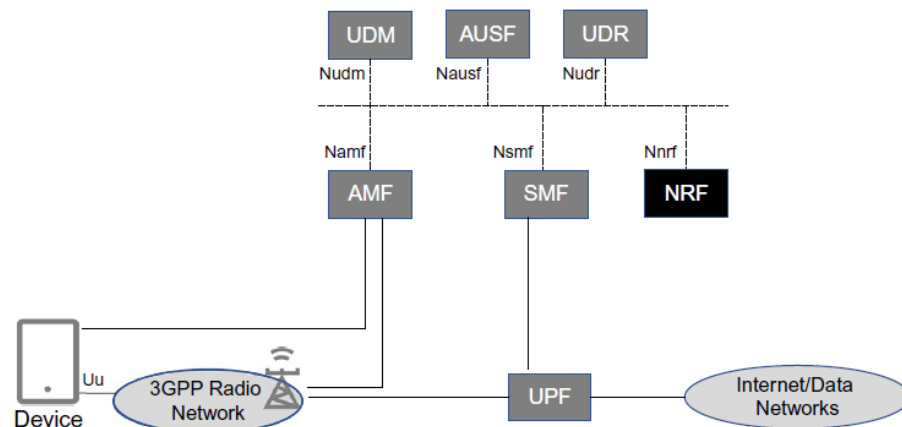 UDM
AUSF
UDR
Nudm
Nausf
Nudr
Namf
Nsmf
Nnrf
AMF
SMF
NRF
Uu
3GPP Radio
Network
Device
UPF
Internet/Data
Networks